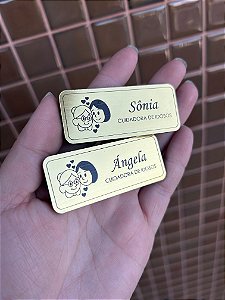 Sônia
CUIDADORA DE IDOSOS
Ângela
CUIDADORA DE IDOSOS